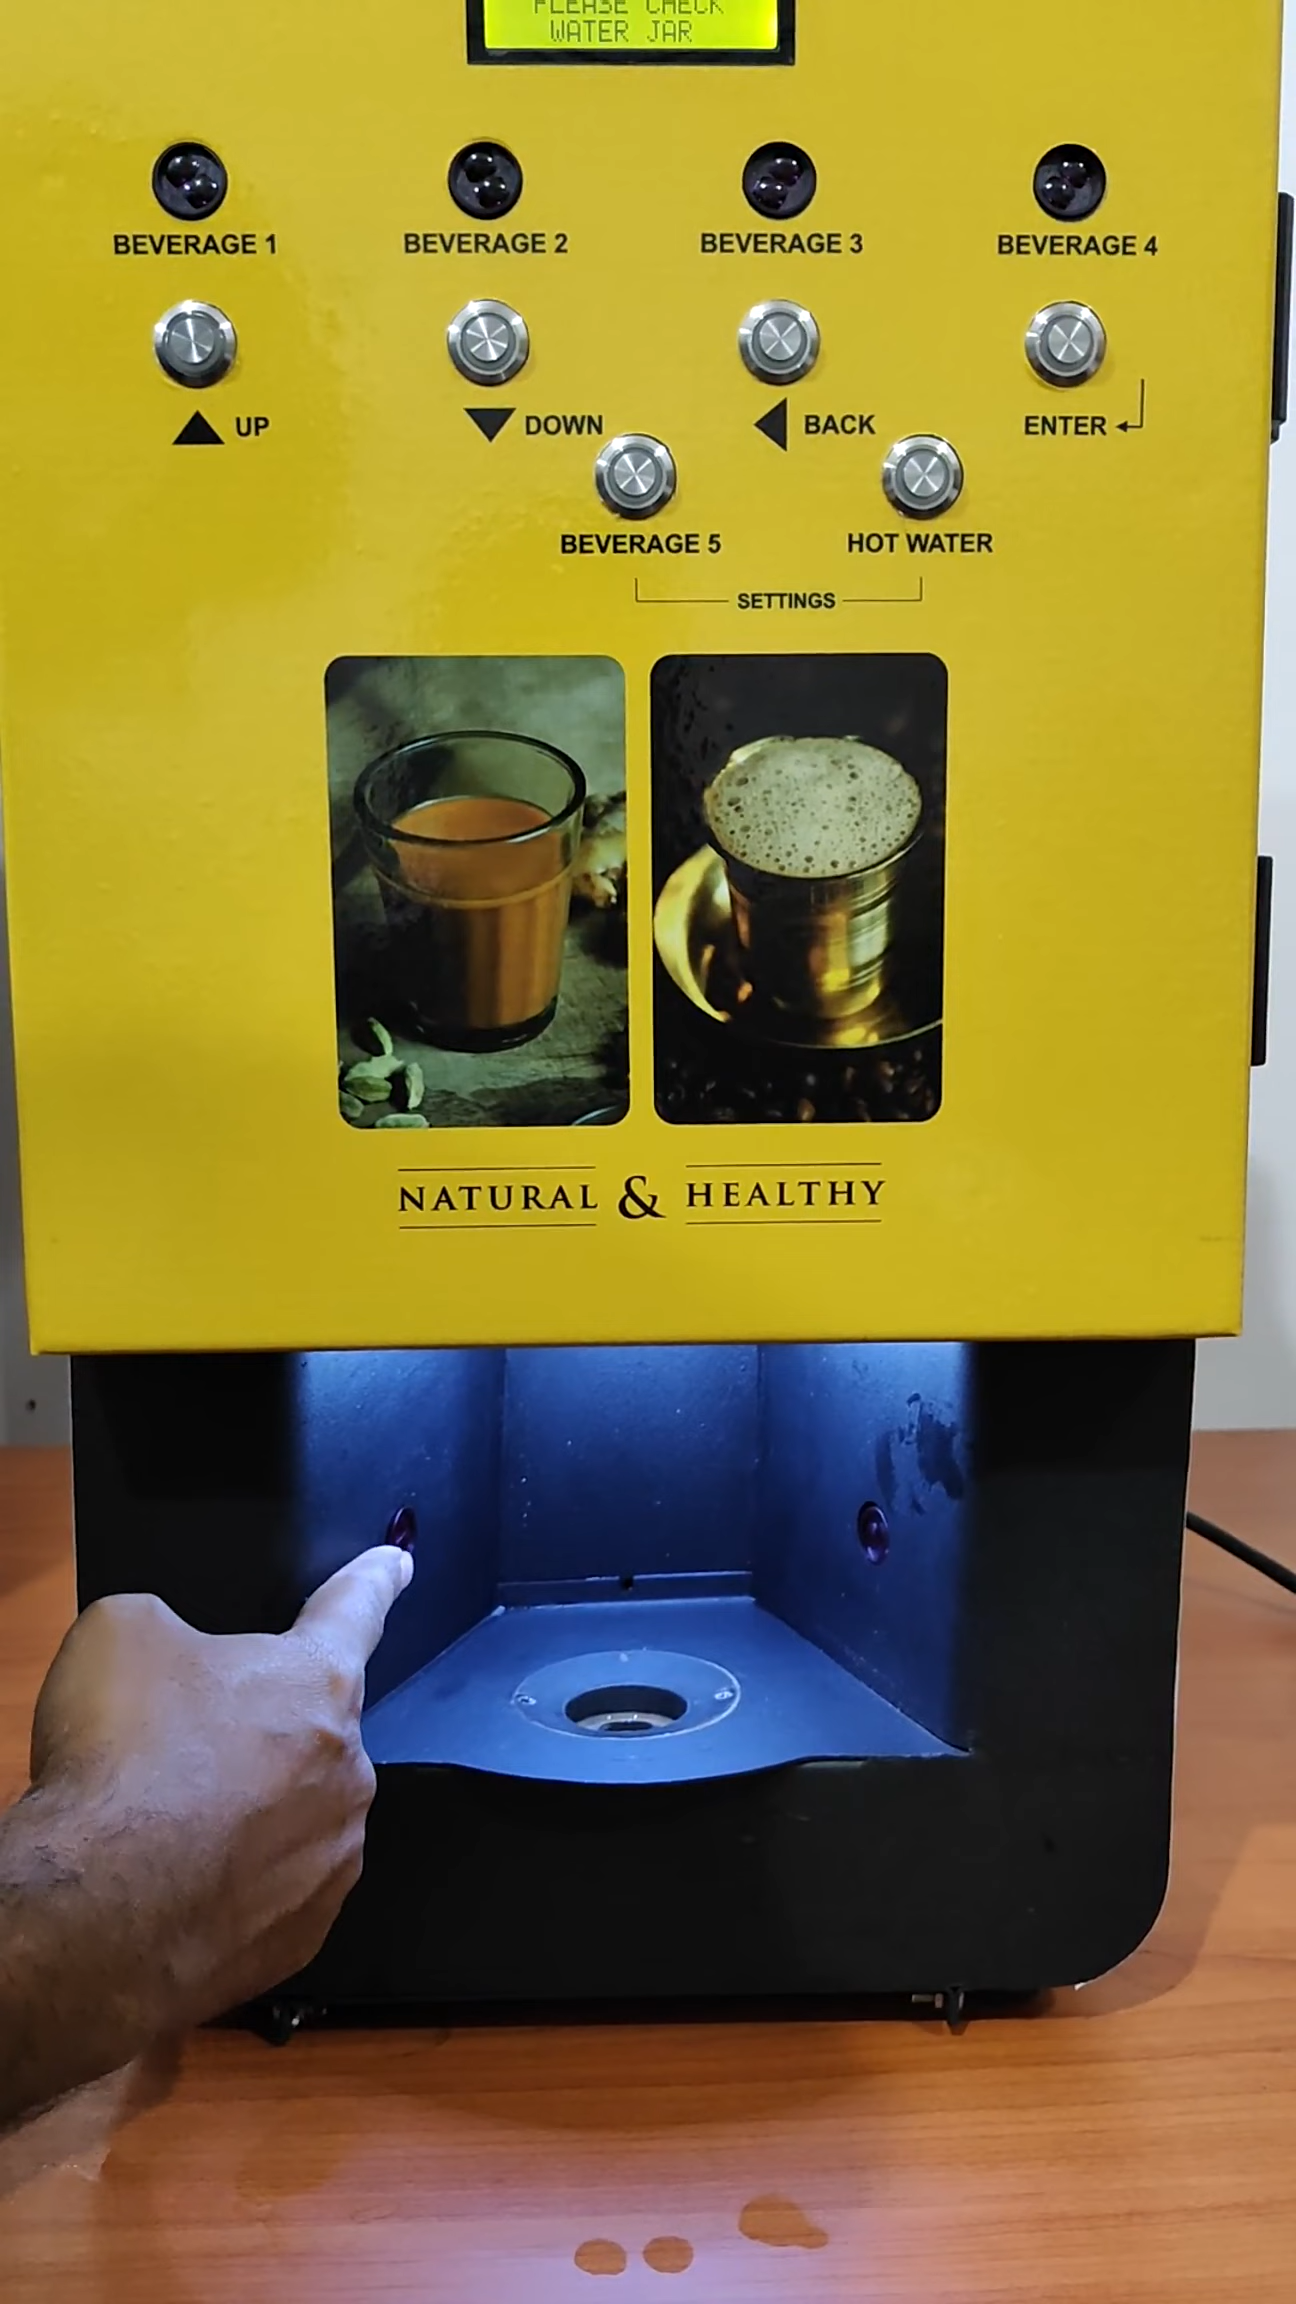 PLEASE CHECK
WATER JAR
BEVERAGE 1
BEVERAGE 2
BEVERAGE 3
BEVERAGE 4
UP
DOWN
BACK
ENTER
BEVERAGE 5
HOT WATER
SETTINGS
NATURAL & HEALTHY